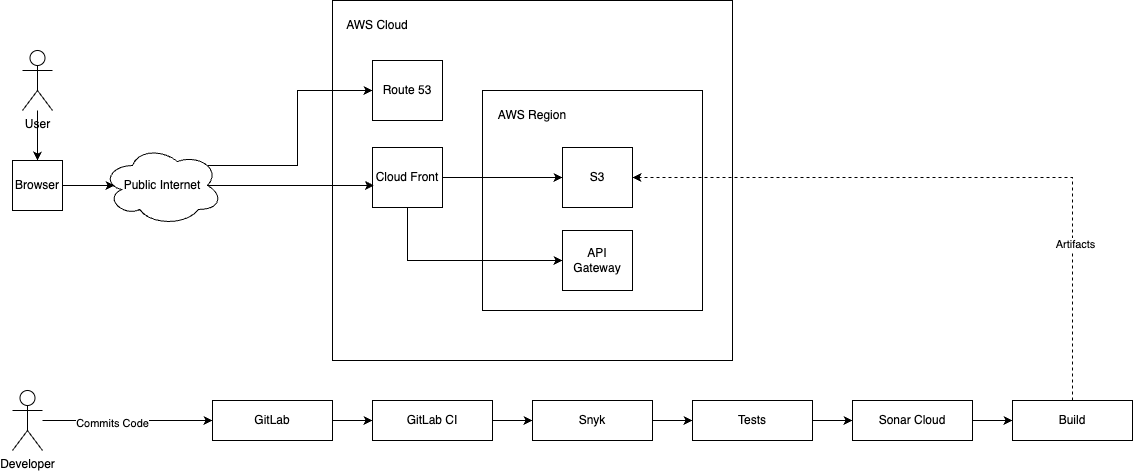 AWS Cloud
Route 53
AWS Region
User
Browser
Public Internet
Cloud Front
S3
API
Gateway
Artifacts
Developer
Commits Code
GitLab
GitLab CI
Snyk
Tests
Sonar Cloud
Build